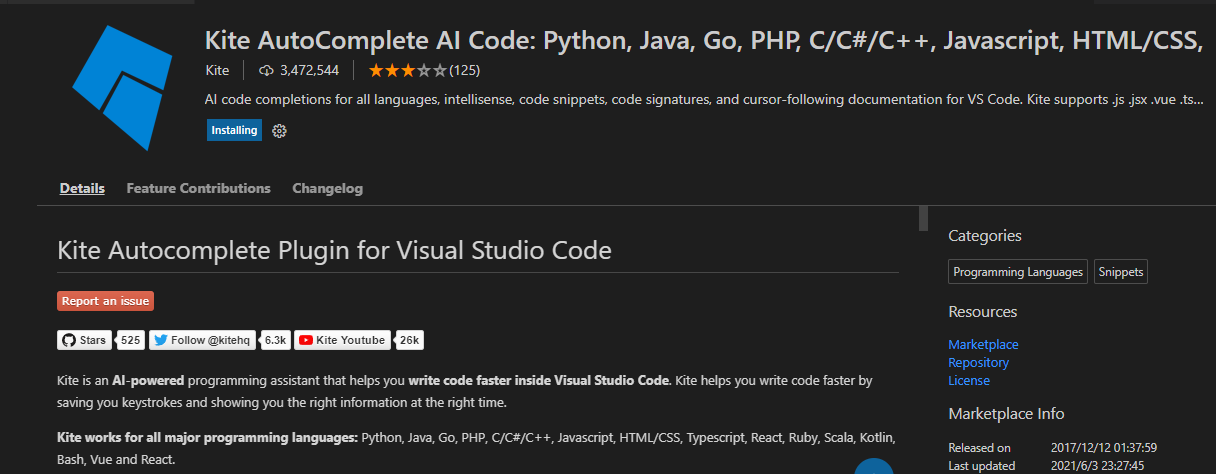 Kite AutoComplete AI Code: Python, Java, Go, PHP, C/C#/C++, Javascript, HTML/CSS,
Kite 3,472,544 (125)
AI code completions for all languages, intellisense, code snippets, code signatures, and cursor-following documentation for VS Code. Kite supports .js .jsx .vue .ts...
Installing
Details Feature Contributions Changelog
Kite Autocomplete Plugin for Visual Studio Code
Report an issue
Stars 525 Follow @kitehq 6.3k Kite Youtube 26k
Kite is an AI-powered programming assistant that helps you write code faster inside Visual Studio Code. Kite helps you write code faster by
saving you keystrokes and showing you the right information at the right time.
Kite works for all major programming languages: Python, Java, Go, PHP, C/C#/C++, Javascript, HTML/CSS, Typescript, React, Ruby, Scala, Kotlin,
Bash, Vue and React.
Categories
Programming Languages Snippets
Resources
Marketplace
Repository
License
Marketplace Info
Released on 2017/12/12 01:37:59
Last updated 2021/6/3 23:27:45